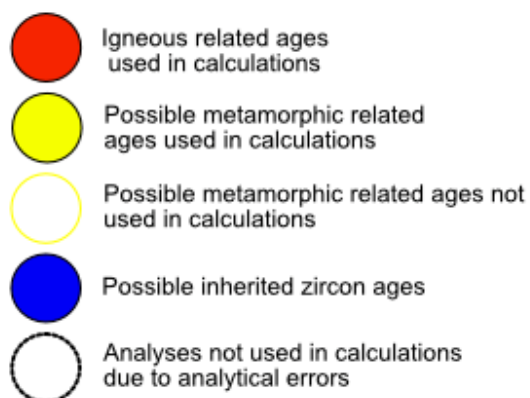 Igneous related ages
used in calculations
Possible metamorphic related
ages used in calculations
Possible metamorphic related ages not
used in calculations
Possible inherited zircon ages
Analyses not used in calculations
due to analytical errors